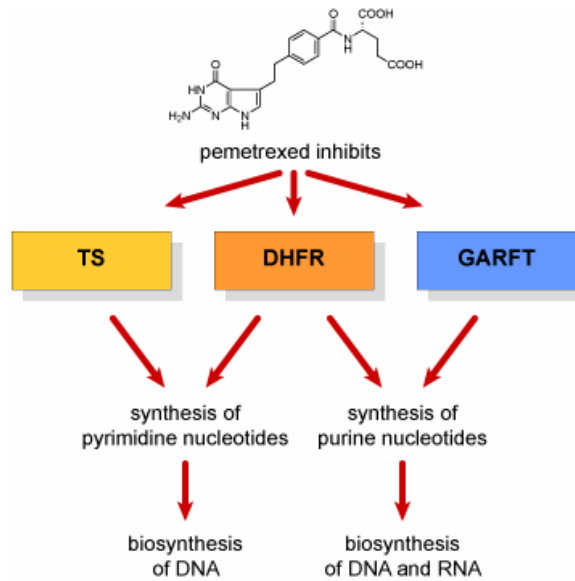 O
COOH
N
H
COOH
O
HN
H₂N
N
N
H
pemetrexed inhibits
TS
DHFR
GARFT
synthesis of
pyrimidine nucleotides
synthesis of
purine nucleotides
biosynthesis
of DNA
biosynthesis
of DNA and RNA